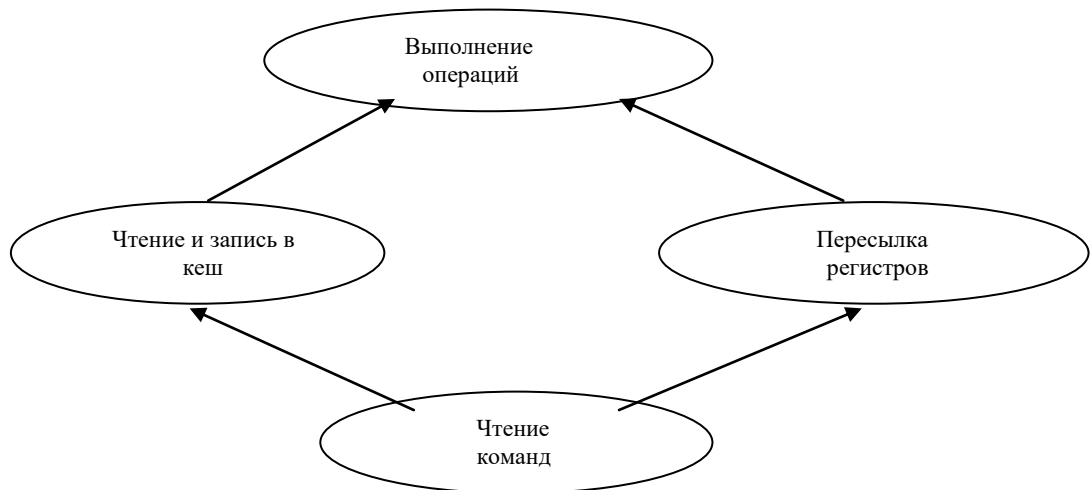 Выполнение
операций
Чтение и запись в
кеш
Пересылка
регистров
Чтение
команд